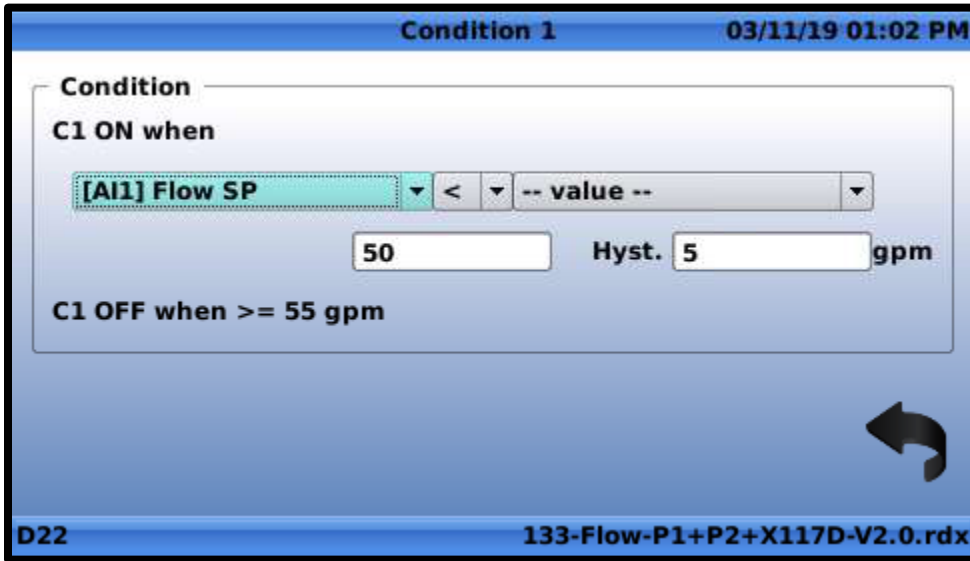 Condition 1 03/11/19 01:02 PM
Condition
C1 ON when
[AI1] Flow SP < -- value --
50 Hyst. 5 gpm
C1 OFF when >= 55 gpm
D22 133-Flow-P1+P2+X117D-V2.0.rdx